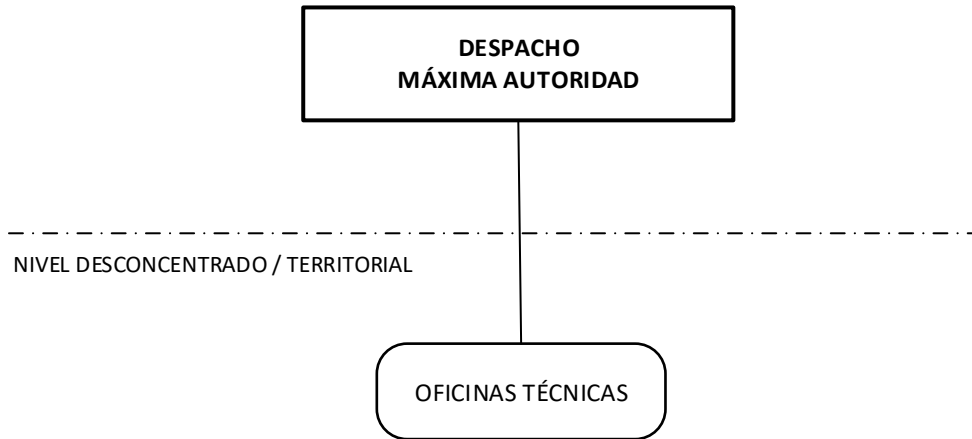 DESPACHO
MÁXIMA AUTORIDAD
NIVEL DESCONCENTRADO / TERRITORIAL
OFICINAS TÉCNICAS